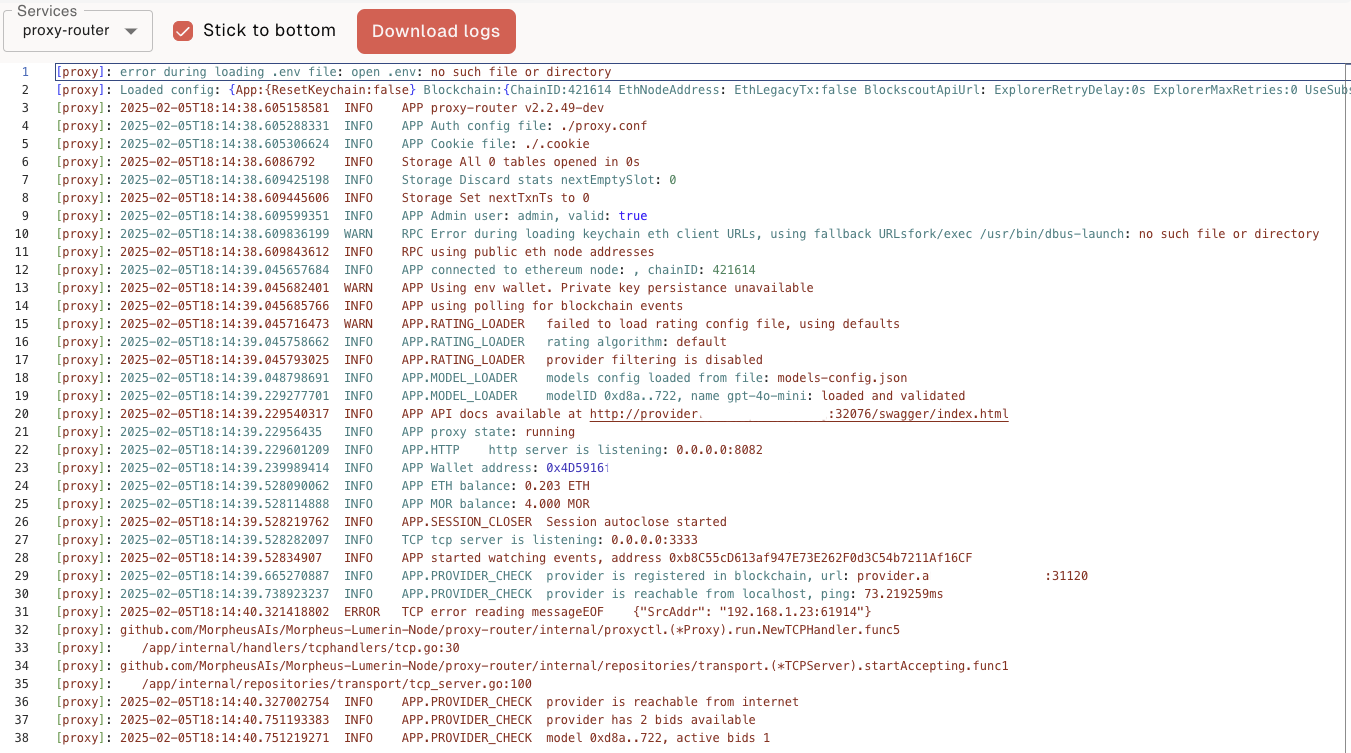 Services
proxy-router
Stick to bottom
Download logs
1 [proxy]: error during loading .env file: open .env: no such file or directory
2 [proxy]: Loaded config: {App:{ResetKeychain:false} Blockchain:{ChainID:421614 EthNodeAddress: EthLegacyTx:false BlockscoutApiUrl: ExplorerRetryDelay:0s ExplorerMaxRetries:0 UseSubs
3 [proxy]: 2025-02-05T18:14:38.605158581 INFO APP proxy-router v2.2.49-dev
4 [proxy]: 2025-02-05T18:14:38.605288331 INFO APP Auth config file: ./proxy.conf
5 [proxy]: 2025-02-05T18:14:38.605306624 INFO APP Cookie file: ./.cookie
6 [proxy]: 2025-02-05T18:14:38.6086792 INFO Storage All 0 tables opened in 0s
7 [proxy]: 2025-02-05T18:14:38.609425198 INFO Storage Discard stats nextEmptySlot: 0
8 [proxy]: 2025-02-05T18:14:38.609445606 INFO Storage Set nextTxnTs to 0
9 [proxy]: 2025-02-05T18:14:38.609599351 INFO APP Admin user: admin, valid: true
10 [proxy]: 2025-02-05T18:14:38.609836199 WARN RPC Error during loading keychain eth client URLs, using fallback URLsfork/exec /usr/bin/dbus-launch: no such file or directory
11 [proxy]: 2025-02-05T18:14:38.609843612 INFO RPC using public eth node addresses
12 [proxy]: 2025-02-05T18:14:39.045657684 INFO APP connected to ethereum node: , chainID: 421614
13 [proxy]: 2025-02-05T18:14:39.045682401 WARN APP Using env wallet. Private key persistance unavailable
14 [proxy]: 2025-02-05T18:14:39.045685766 INFO APP using polling for blockchain events
15 [proxy]: 2025-02-05T18:14:39.045716473 WARN APP.RATING_LOADER failed to load rating config file, using defaults
16 [proxy]: 2025-02-05T18:14:39.045758662 INFO APP.RATING_LOADER rating algorithm: default
17 [proxy]: 2025-02-05T18:14:39.045793025 INFO APP.RATING_LOADER provider filtering is disabled
18 [proxy]: 2025-02-05T18:14:39.048798691 INFO APP.MODEL_LOADER models config loaded from file: models-config.json
19 [proxy]: 2025-02-05T18:14:39.229277701 INFO APP.MODEL_LOADER modelID 0xd8a..722, name gpt-4o-mini: loaded and validated
20 [proxy]: 2025-02-05T18:14:39.229540317 INFO APP API docs available at http://provider. :32076/swagger/index.html
21 [proxy]: 2025-02-05T18:14:39.22956435 INFO APP proxy state: running
22 [proxy]: 2025-02-05T18:14:39.229601209 INFO APP.HTTP http server is listening: 0.0.0.0:8082
23 [proxy]: 2025-02-05T18:14:39.239989414 INFO APP Wallet address: 0x4D5916
24 [proxy]: 2025-02-05T18:14:39.528090062 INFO APP ETH balance: 0.203 ETH
25 [proxy]: 2025-02-05T18:14:39.528114888 INFO APP MOR balance: 4.000 MOR
26 [proxy]: 2025-02-05T18:14:39.528219762 INFO APP.SESSION_CLOSER Session autoclose started
27 [proxy]: 2025-02-05T18:14:39.528282097 INFO TCP tcp server is listening: 0.0.0.0:3333
28 [proxy]: 2025-02-05T18:14:39.52834907 INFO APP started watching events, address 0xb8C55cD613af947E73E262F0d3C54b7211Af16CF
29 [proxy]: 2025-02-05T18:14:39.665270887 INFO APP.PROVIDER_CHECK provider is registered in blockchain, url: provider.a :31120
30 [proxy]: 2025-02-05T18:14:39.738923237 INFO APP.PROVIDER_CHECK provider is reachable from localhost, ping: 73.219259ms
31 [proxy]: 2025-02-05T18:14:40.321418802 ERROR TCP error reading messageEOF {"SrcAddr": "192.168.1.23:61914"}
32 [proxy]: github.com/MorpheusAIs/Morpheus-Lumerin-Node/proxy-router/internal/proxyctl.(*Proxy).run.NewTCPHandler.func5
33 [proxy]: /app/internal/handlers/tcphandlers/tcp.go:30
34 [proxy]: github.com/MorpheusAIs/Morpheus-Lumerin-Node/proxy-router/internal/repositories/transport.(*TCPServer).startAccepting.func1
35 [proxy]: /app/internal/repositories/transport/tcp_server.go:100
36 [proxy]: 2025-02-05T18:14:40.327002754 INFO APP.PROVIDER_CHECK provider is reachable from internet
37 [proxy]: 2025-02-05T18:14:40.751193383 INFO APP.PROVIDER_CHECK provider has 2 bids available
38 [proxy]: 2025-02-05T18:14:40.751219271 INFO APP.PROVIDER_CHECK model 0xd8a..722, active bids 1